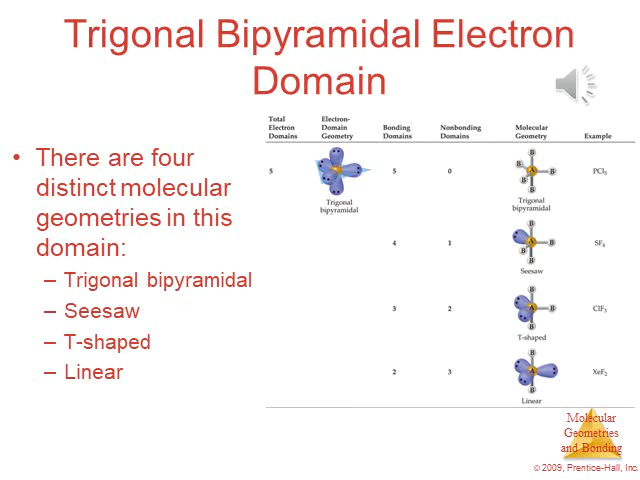 Trigonal Bipyramidal Electron
Domain
• There are four
distinct molecular
geometries in this
domain:
– Trigonal bipyramidal
– Seesaw
– T-shaped
– Linear
Total Electron Domains Electron-Domain Geometry Bonding Domains Nonbonding Domains Molecular Geometry Example
5 5 0 PCl₅
B B A B B B
Trigonal bipyramidal Trigonal bipyramidal
4 1 SF₄
B A B B B
Seesaw
3 2 ClF₃
B A B B
T-shaped
2 3 XeF₂
B A B
Linear
Molecular
Geometries
and Bonding
© 2009, Prentice-Hall, Inc.